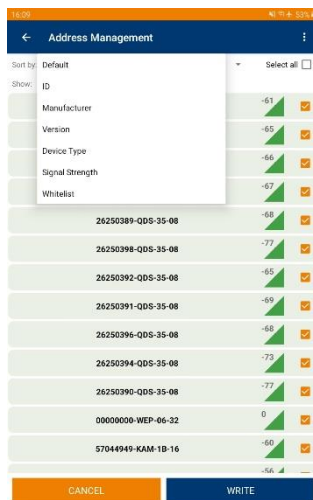 16:09 53%
Address Management
Sort by: Default Select all
Show: ID
Manufacturer -61
Version -65
Device Type -66
Signal Strength -67
Whitelist
26250389-QDS-35-08 -68
26250398-QDS-35-08 -77
26250392-QDS-35-08 -65
26250391-QDS-35-08 -69
26250396-QDS-35-08 -68
26250394-QDS-35-08 -73
26250390-QDS-35-08 -77
00000000-WEP-06-32 0
57044949-KAM-1B-16 -60
-56
CANCEL WRITE